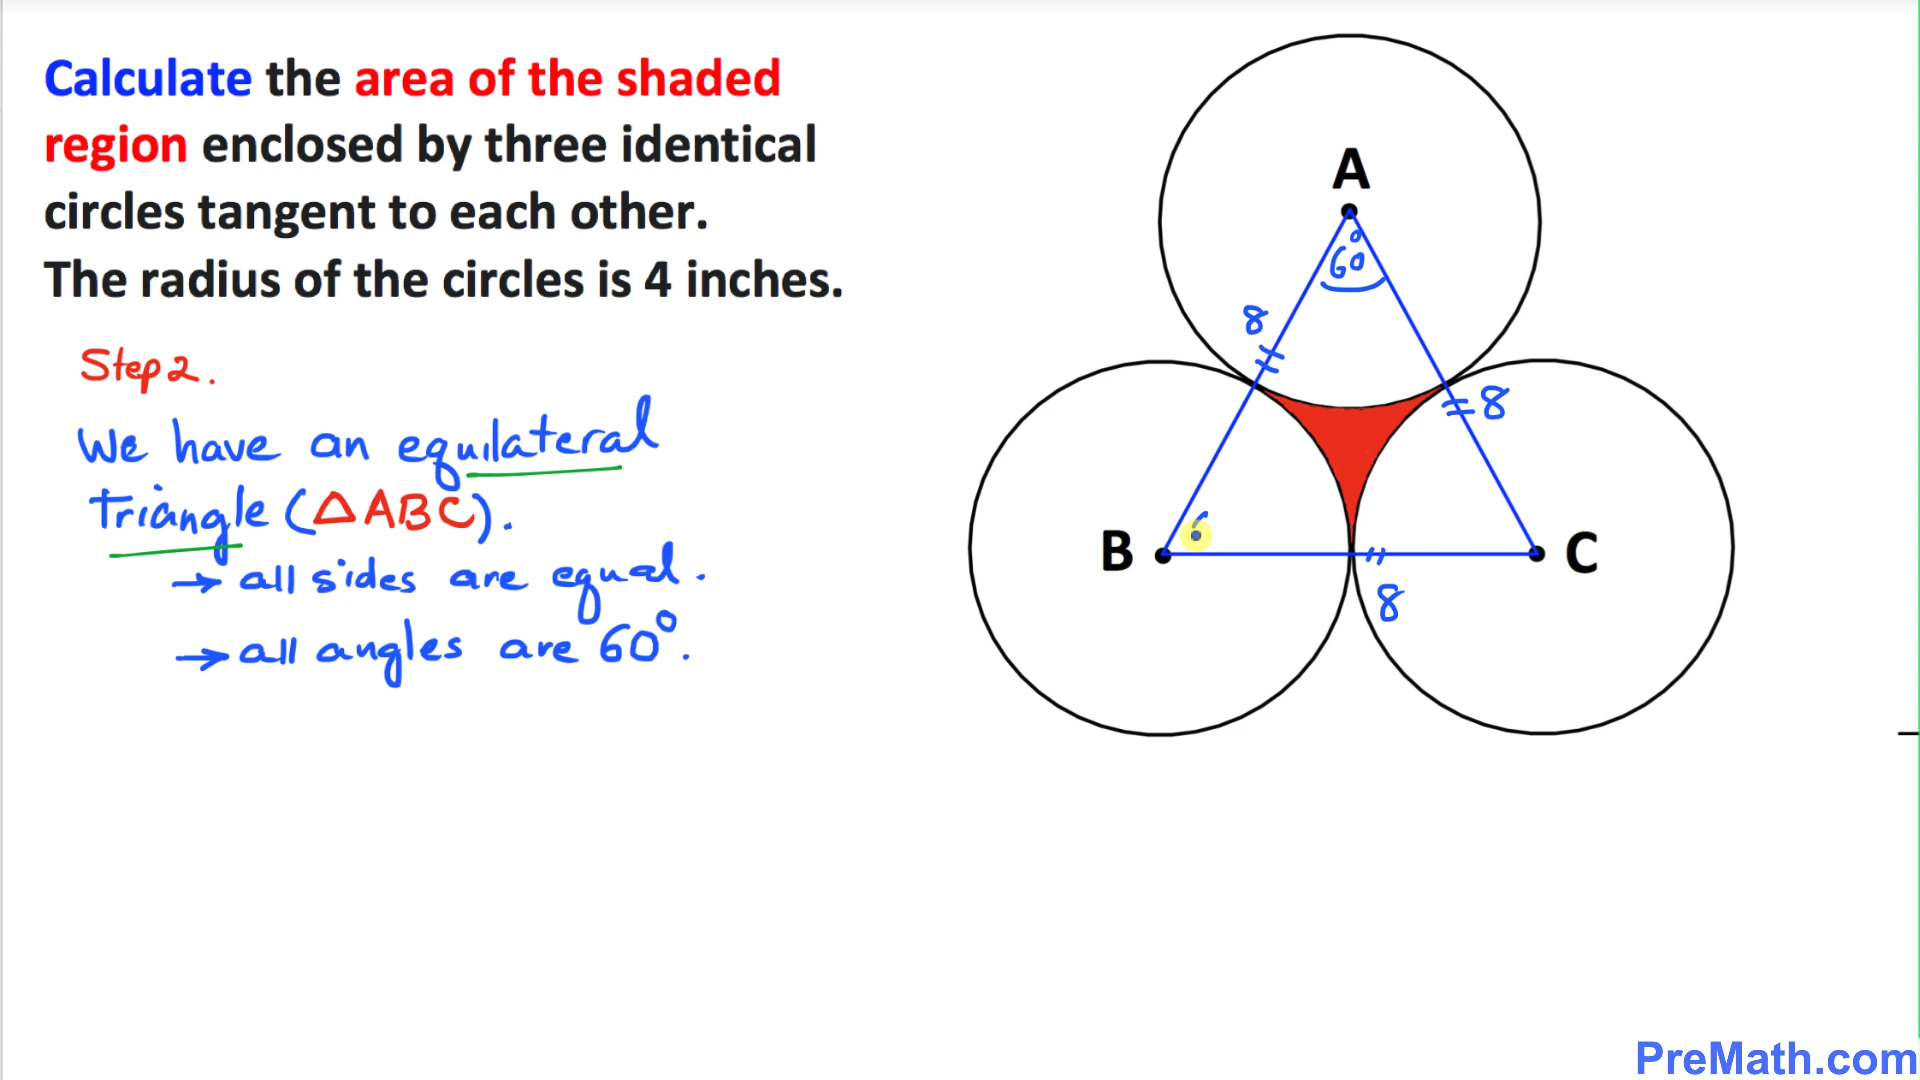 Calculate the area of the shaded
region enclosed by three identical
circles tangent to each other.
The radius of the circles is 4 inches.
Step 2.
We have an equilateral
triangle (△ABC).
→ all sides are equal.
→ all angles are 60°.
A
60°
8
8
B
6
C
8
PreMath.com